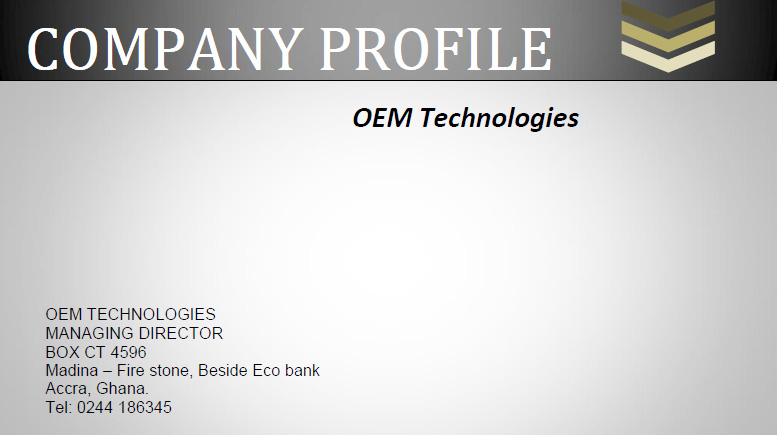 COMPANY PROFILE
OEM Technologies
OEM TECHNOLOGIES
MANAGING DIRECTOR
BOX CT 4596
Madina – Fire stone, Beside Eco bank
Accra, Ghana.
Tel: 0244 186345